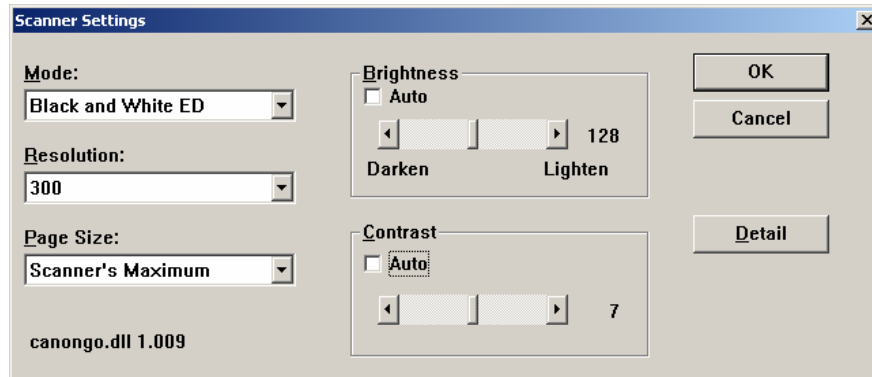 Scanner Settings
Mode:
Black and White ED
Resolution:
300
Page Size:
Scanner's Maximum
canongo.dll 1.009
Brightness
Auto
128
Darken Lighten
Contrast
Auto
7
OK
Cancel
Detail